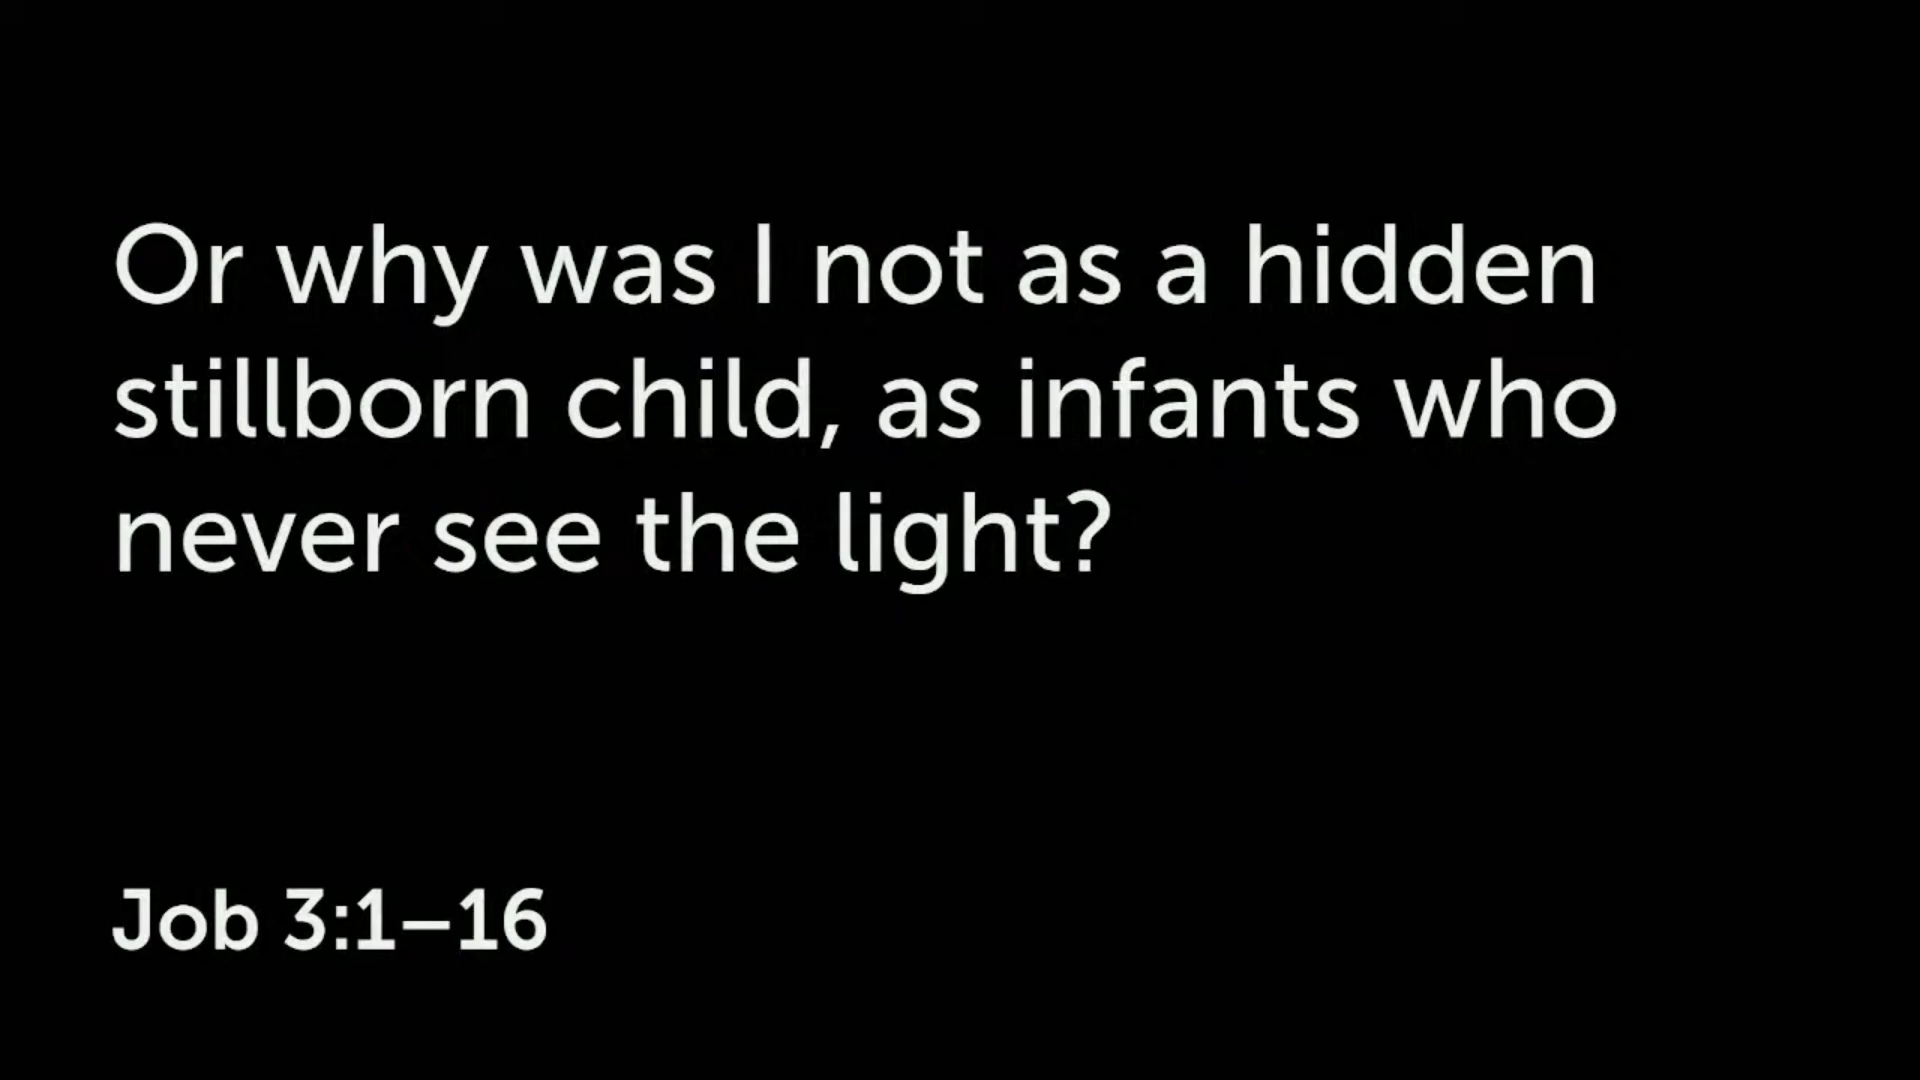 Or why was I not as a hidden
stillborn child, as infants who
never see the light?
Job 3:1–16